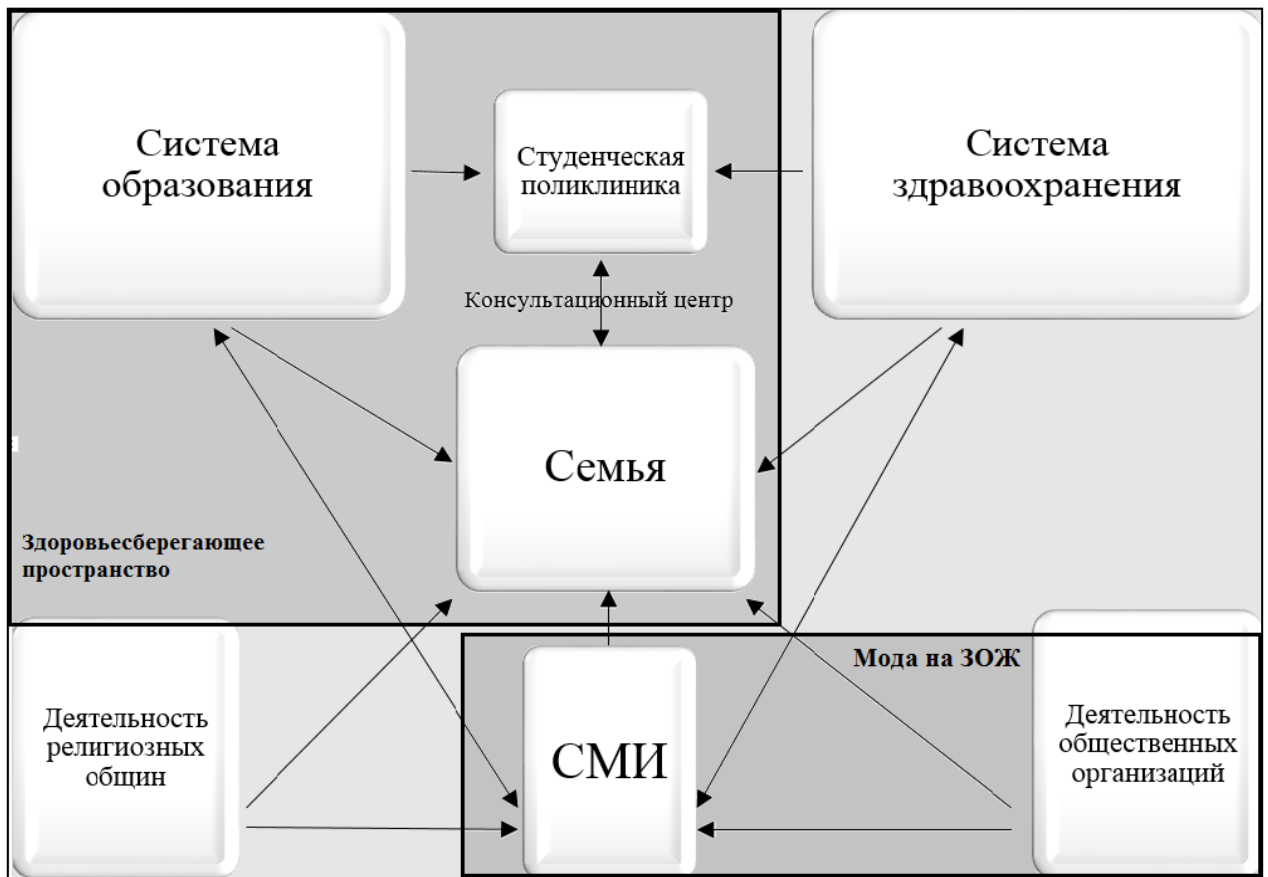 Система
образования
Студенческая
поликлиника
Система
здравоохранения
Консультационный центр
Семья
Здоровьесберегающее
пространство
Мода на ЗОЖ
Деятельность
религиозных
общин
СМИ
Деятельность
общественных
организаций